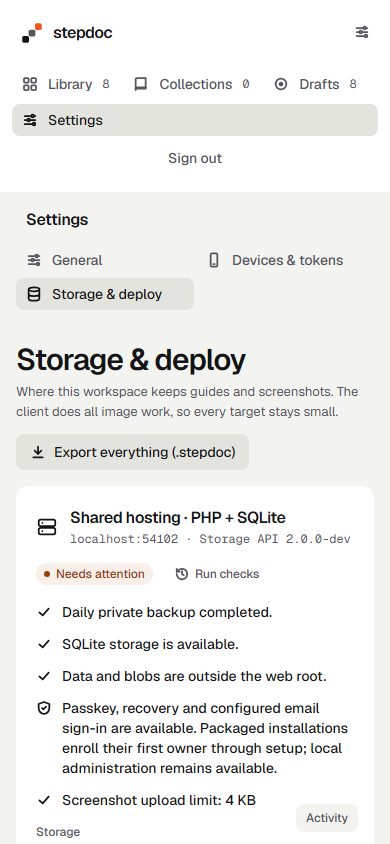 stepdoc
Library 8 Collections 0 Drafts 8
Settings
Sign out
Settings
General Devices & tokens
Storage & deploy
Storage & deploy
Where this workspace keeps guides and screenshots. The
client does all image work, so every target stays small.
Export everything (.stepdoc)
Shared hosting · PHP + SQLite
localhost:54102 · Storage API 2.0.0-dev
Needs attention Run checks
Daily private backup completed.
SQLite storage is available.
Data and blobs are outside the web root.
Passkey, recovery and configured email
sign-in are available. Packaged installations
enroll their first owner through setup; local
administration remains available.
Screenshot upload limit: 4 KB
Activity
Storage